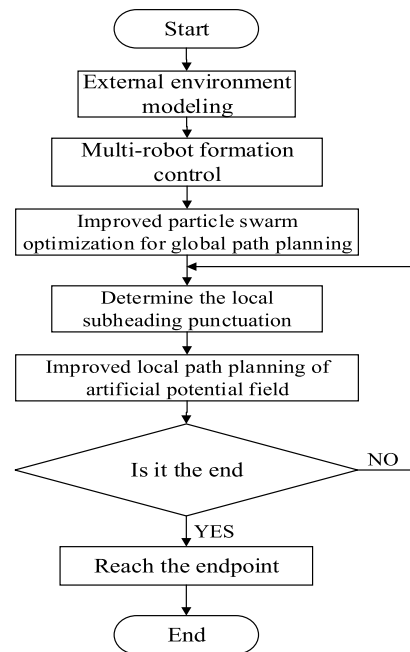 Start
External environment
modeling
Multi-robot formation
control
Improved particle swarm
optimization for global path planning
Determine the local
subheading punctuation
Improved local path planning of
artificial potential field
Is it the end
NO
YES
Reach the endpoint
End